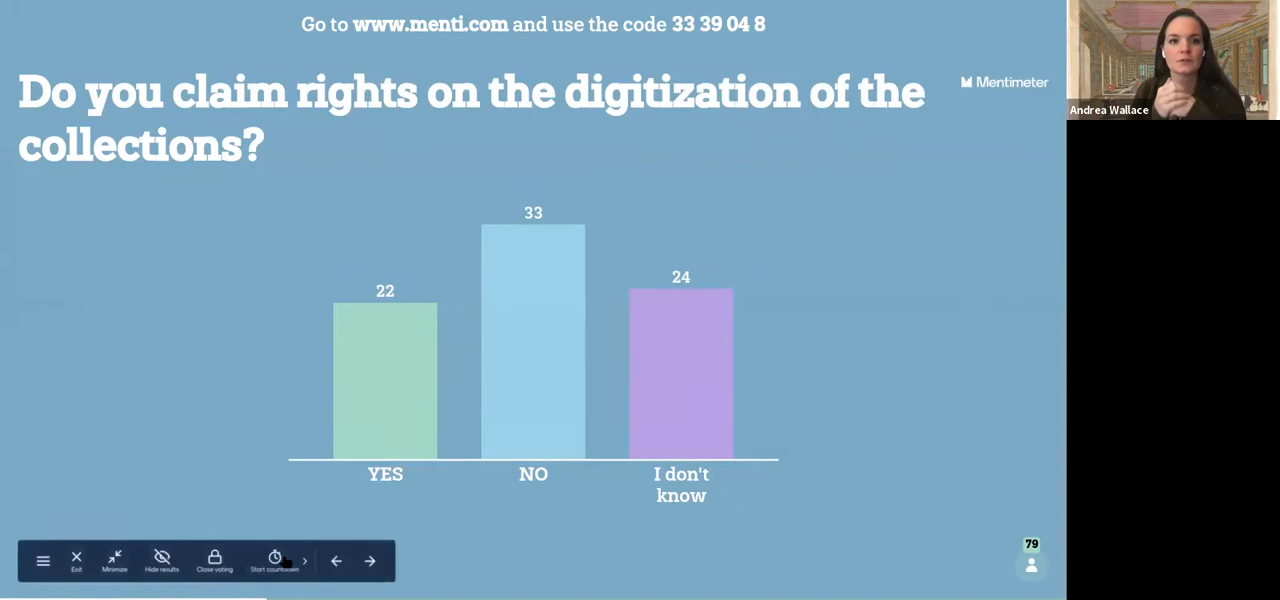 Go to www.menti.com and use the code 33 39 04 8
Do you claim rights on the digitization of the
collections?
Mentimeter
Andrea Wallace
33
22
24
YES
NO
I don't
know
Exit
Minimize
Hide results
Close voting
Start countdown
79